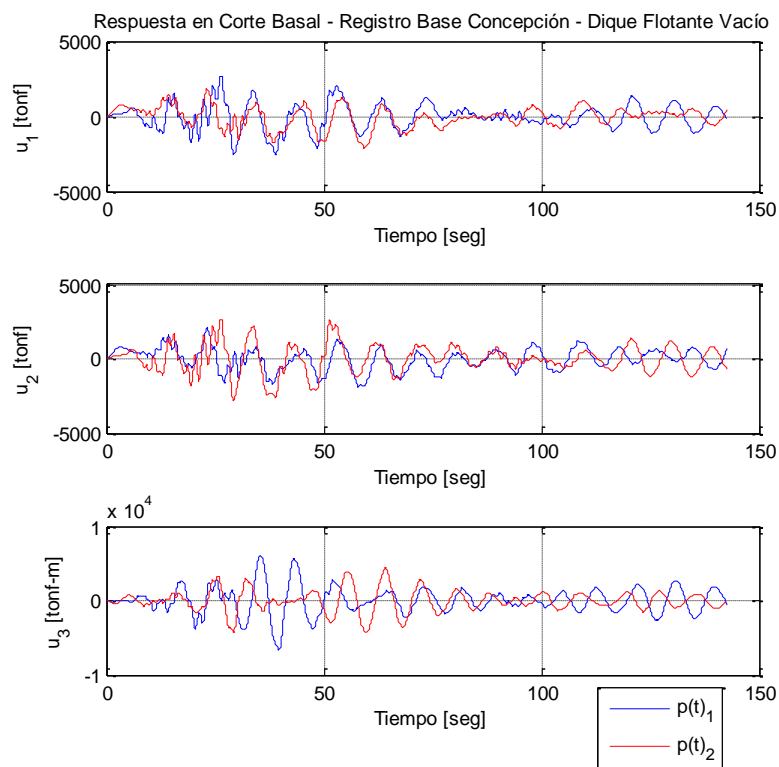 Respuesta en Corte Basal - Registro Base Concepción - Dique Flotante Vacío
5000
0
-5000
u1 [tonf]
0 50 100 150
Tiempo [seg]
5000
0
-5000
u2 [tonf]
0 50 100 150
Tiempo [seg]
x 10^4
1
0
-1
u3 [tonf-m]
0 50 100 150
Tiempo [seg]
p(t)1
p(t)2